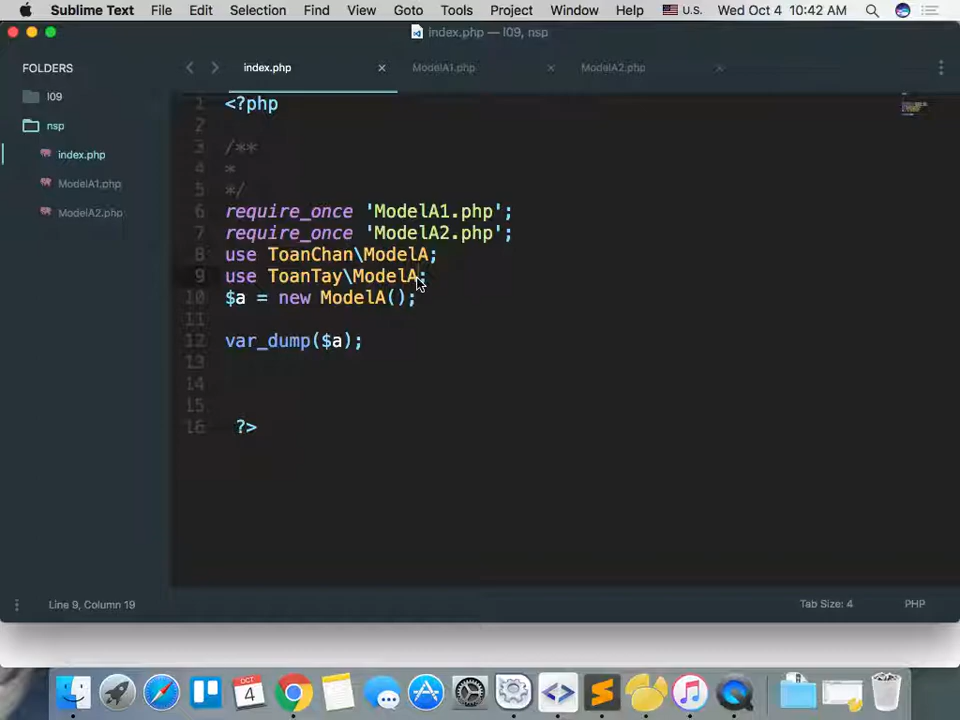 Sublime Text File Edit Selection Find View Goto Tools Project Window Help U.S. Wed Oct 4 10:42 AM
index.php — l09, nsp
FOLDERS
l09
nsp
index.php
ModelA1.php
ModelA2.php
index.php × ModelA1.php × ModelA2.php ×
1 <?php
2
3 /**
4 *
5 */
6 require_once 'ModelA1.php';
7 require_once 'ModelA2.php';
8 use ToanChan\ModelA;
9 use ToanTay\ModelA;
10 $a = new ModelA();
11
12 var_dump($a);
13
14
15
16 ?>
Line 9, Column 19 Tab Size: 4 PHP
OCT
4